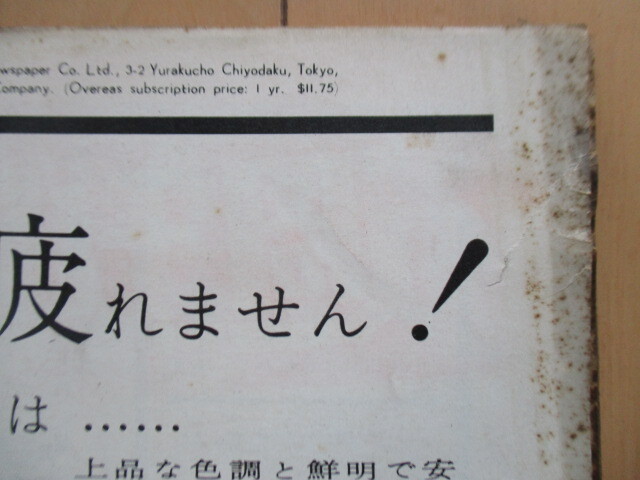 wspaper Co. Ltd., 3-2 Yurakucho Chiyodaku, Tokyo,
Company. (Overeas subscription price: 1 yr. $11.75)
疲れません!
は ……
上品な色調と鮮明で安